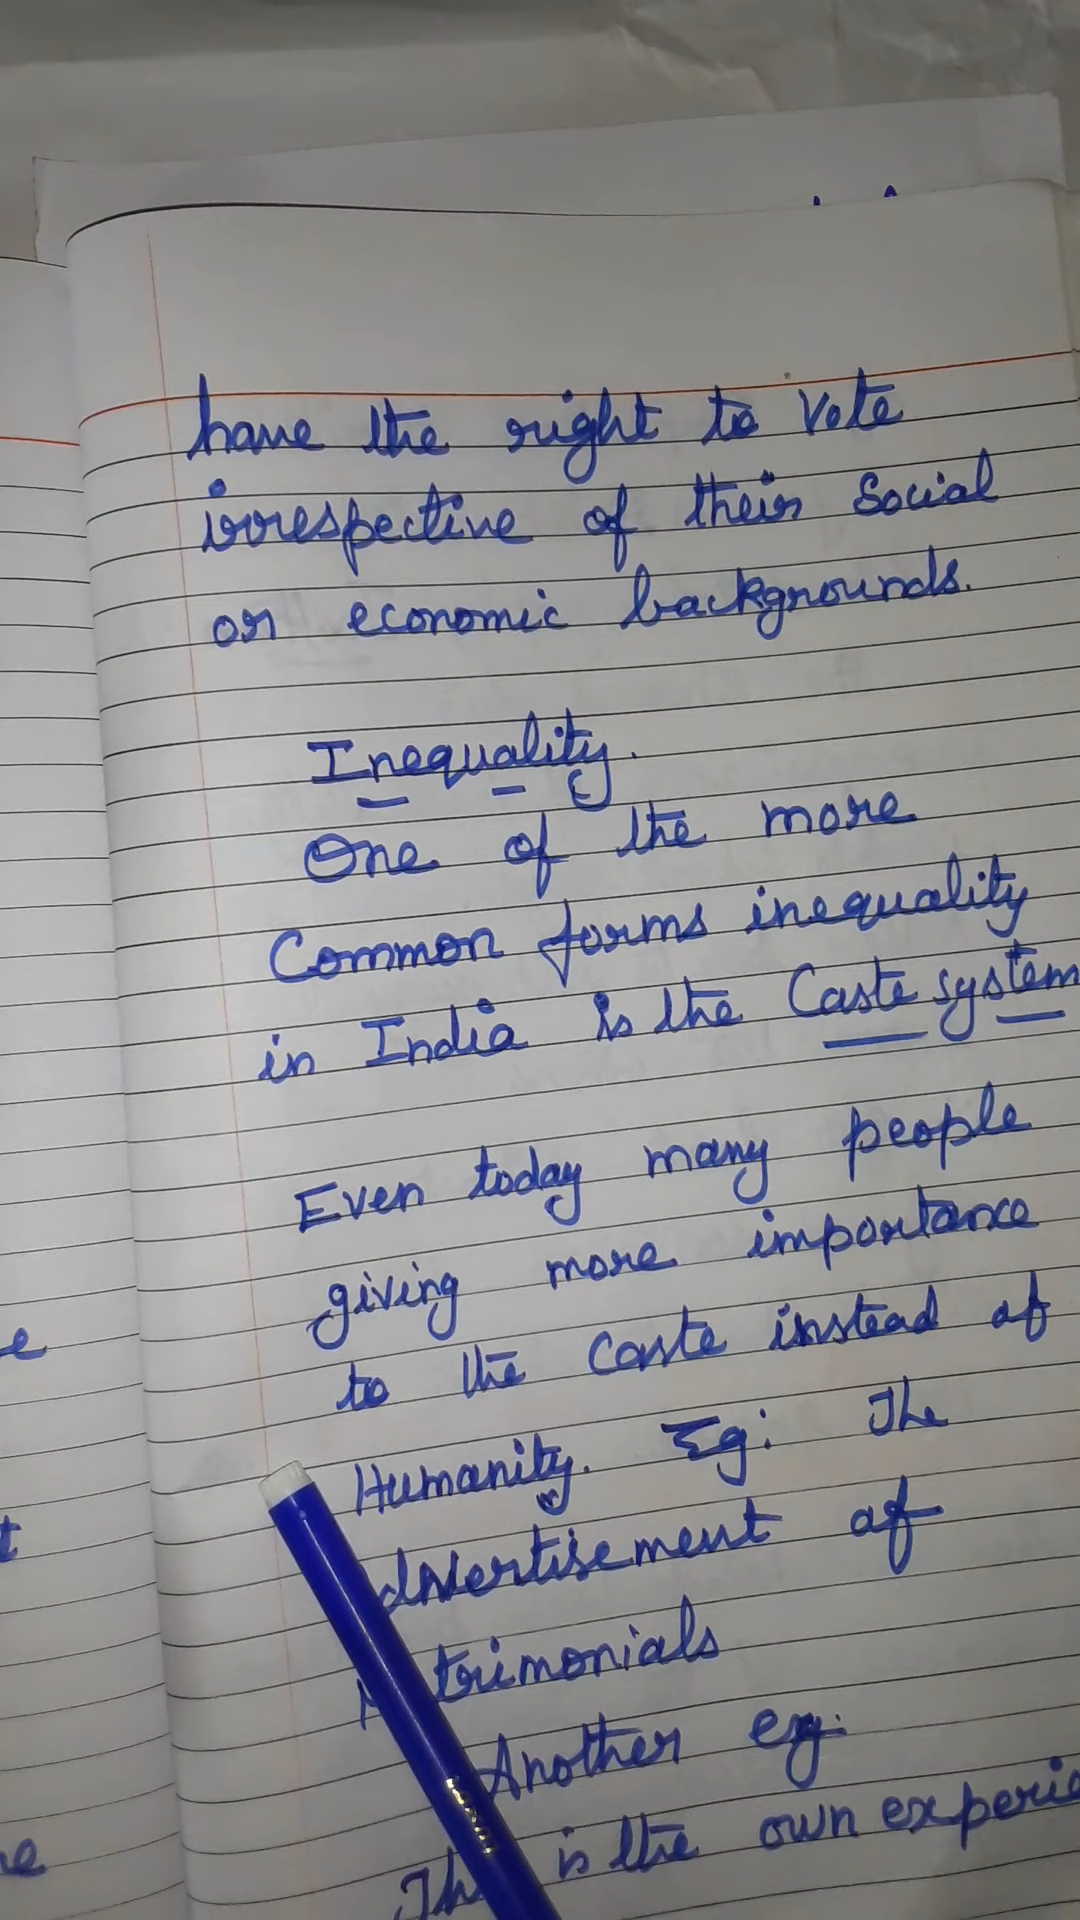 have the right to vote
irrespective of their social
or economic backgrounds.
Inequality.
One of the more
Common forms inequality
in India is the Caste system
Even today many people
giving more importance
to the caste instead of
Humanity. Eg: The
advertisement of
trimonials
Another eg:
is the own experie